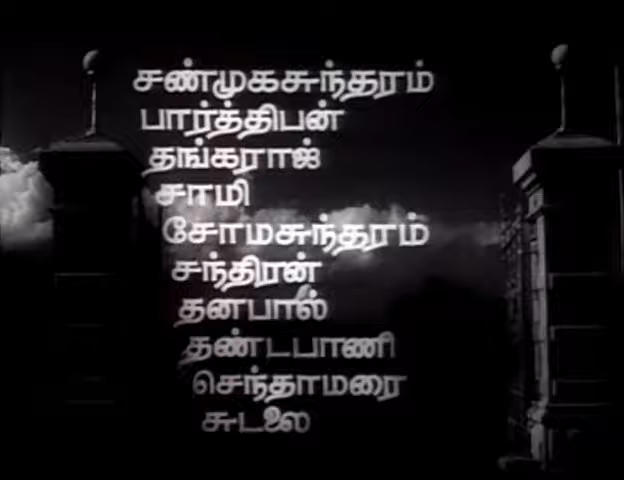 சண்முகசுந்தரம்
பார்த்திபன்
தங்கராஜ்
சாமி
சோமசுந்தரம்
சந்திரன்
தனபால்
தண்டபாணி
செந்தாமரை
சுடலை